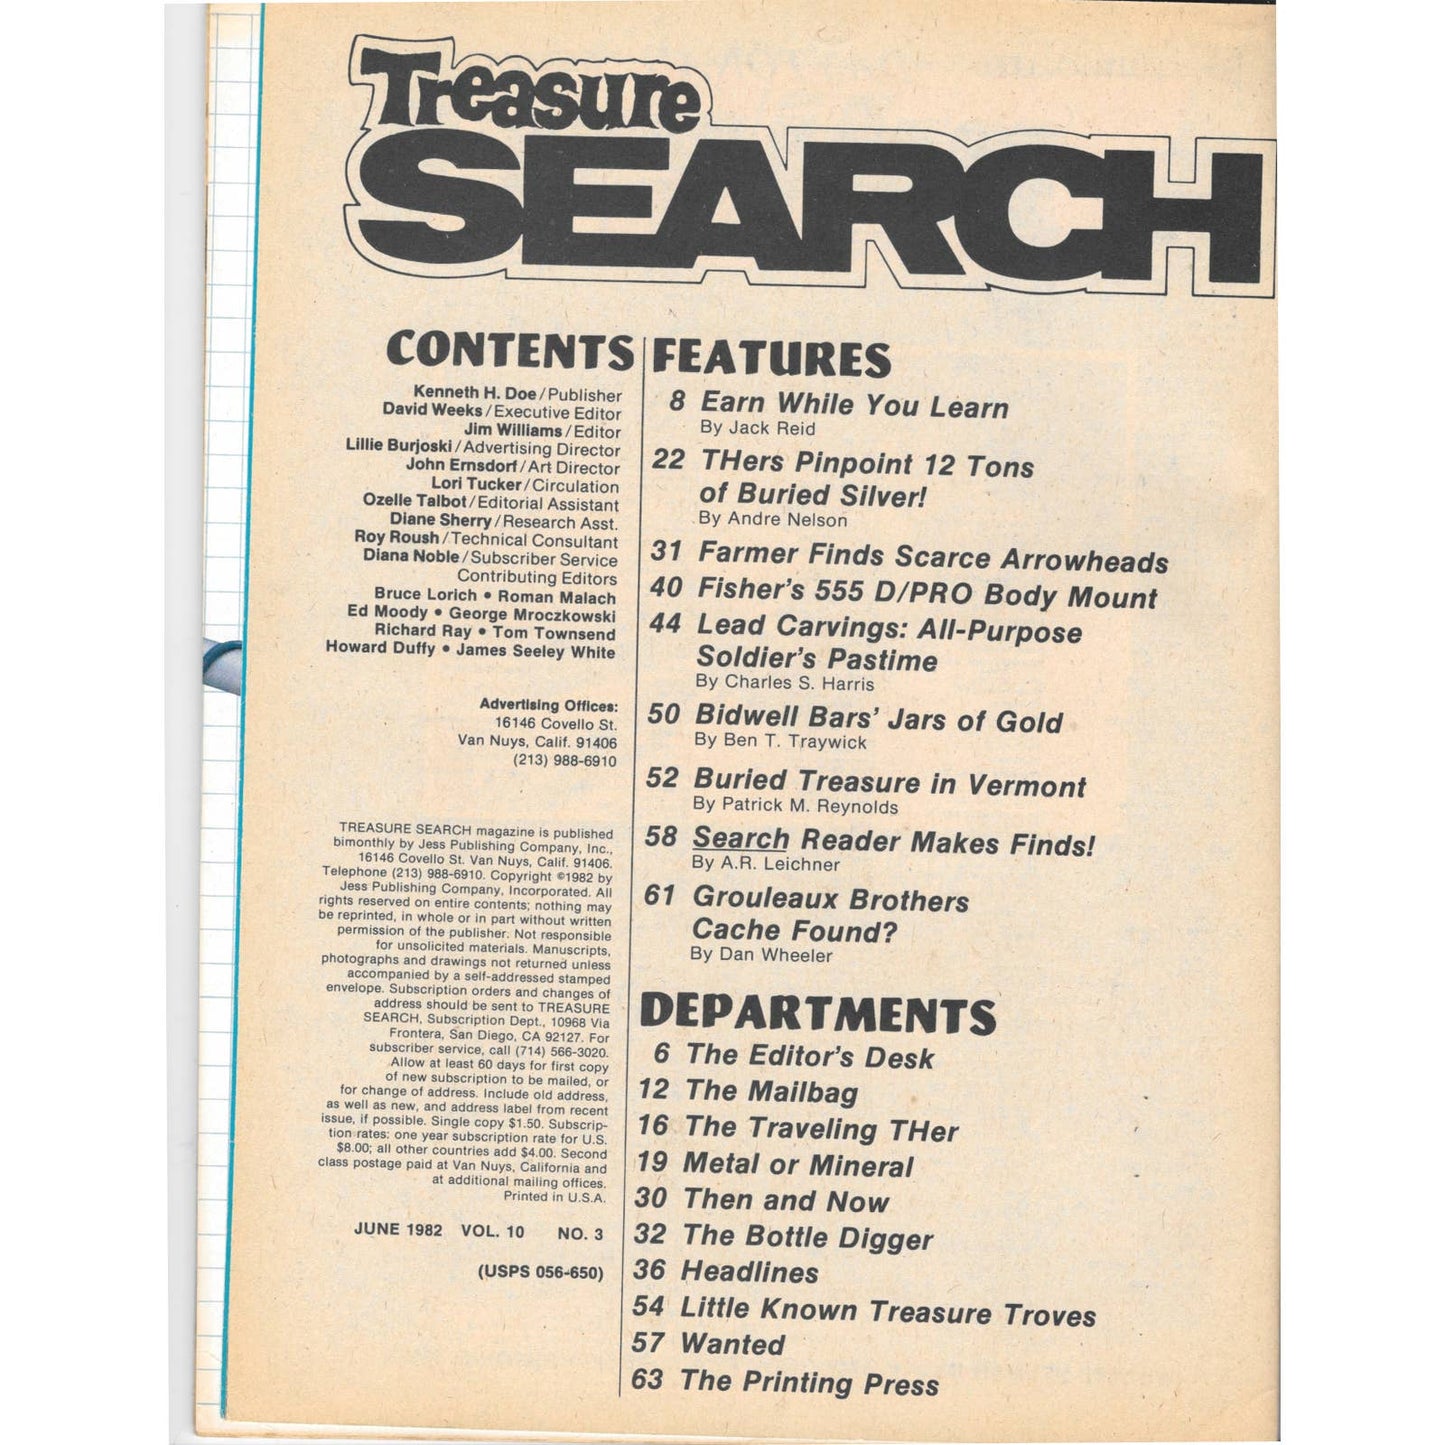 Treasure
SEARCH
CONTENTS
Kenneth H. Doe/Publisher
David Weeks/Executive Editor
Jim Williams/Editor
Lillie Burjoski/Advertising Director
John Ernsdorf/Art Director
Lori Tucker/Circulation
Ozelle Talbot/Editorial Assistant
Diane Sherry/Research Asst.
Roy Roush/Technical Consultant
Diana Noble/Subscriber Service
Contributing Editors
Bruce Lorich • Roman Malach
Ed Moody • George Mroczkowski
Richard Ray • Tom Townsend
Howard Duffy • James Seeley White
Advertising Offices:
16146 Covello St.
Van Nuys, Calif. 91406
(213) 988-6910
TREASURE SEARCH magazine is published
bimonthly by Jess Publishing Company, Inc.,
16146 Covello St. Van Nuys, Calif. 91406.
Telephone (213) 988-6910. Copyright ©1982 by
Jess Publishing Company, Incorporated. All
rights reserved on entire contents; nothing may
be reprinted, in whole or in part without written
permission of the publisher. Not responsible
for unsolicited materials. Manuscripts,
photographs and drawings not returned unless
accompanied by a self-addressed stamped
envelope. Subscription orders and changes of
address should be sent to TREASURE
SEARCH, Subscription Dept., 10968 Via
Frontera, San Diego, CA 92127. For
subscriber service, call (714) 566-3020.
Allow at least 60 days for first copy
of new subscription to be mailed, or
for change of address. Include old address,
as well as new, and address label from recent
issue, if possible. Single copy $1.50. Subscrip-
tion rates: one year subscription rate for U.S.
$8.00; all other countries add $4.00. Second
class postage paid at Van Nuys, California and
at additional mailing offices.
Printed in U.S.A.
JUNE 1982 VOL. 10 NO. 3
(USPS 056-650)
FEATURES
8 Earn While You Learn
By Jack Reid
22 THers Pinpoint 12 Tons
of Buried Silver!
By Andre Nelson
31 Farmer Finds Scarce Arrowheads
40 Fisher's 555 D/PRO Body Mount
44 Lead Carvings: All-Purpose
Soldier's Pastime
By Charles S. Harris
50 Bidwell Bars' Jars of Gold
By Ben T. Traywick
52 Buried Treasure in Vermont
By Patrick M. Reynolds
58 Search Reader Makes Finds!
By A.R. Leichner
61 Grouleaux Brothers
Cache Found?
By Dan Wheeler
DEPARTMENTS
6 The Editor's Desk
12 The Mailbag
16 The Traveling THer
19 Metal or Mineral
30 Then and Now
32 The Bottle Digger
36 Headlines
54 Little Known Treasure Troves
57 Wanted
63 The Printing Press